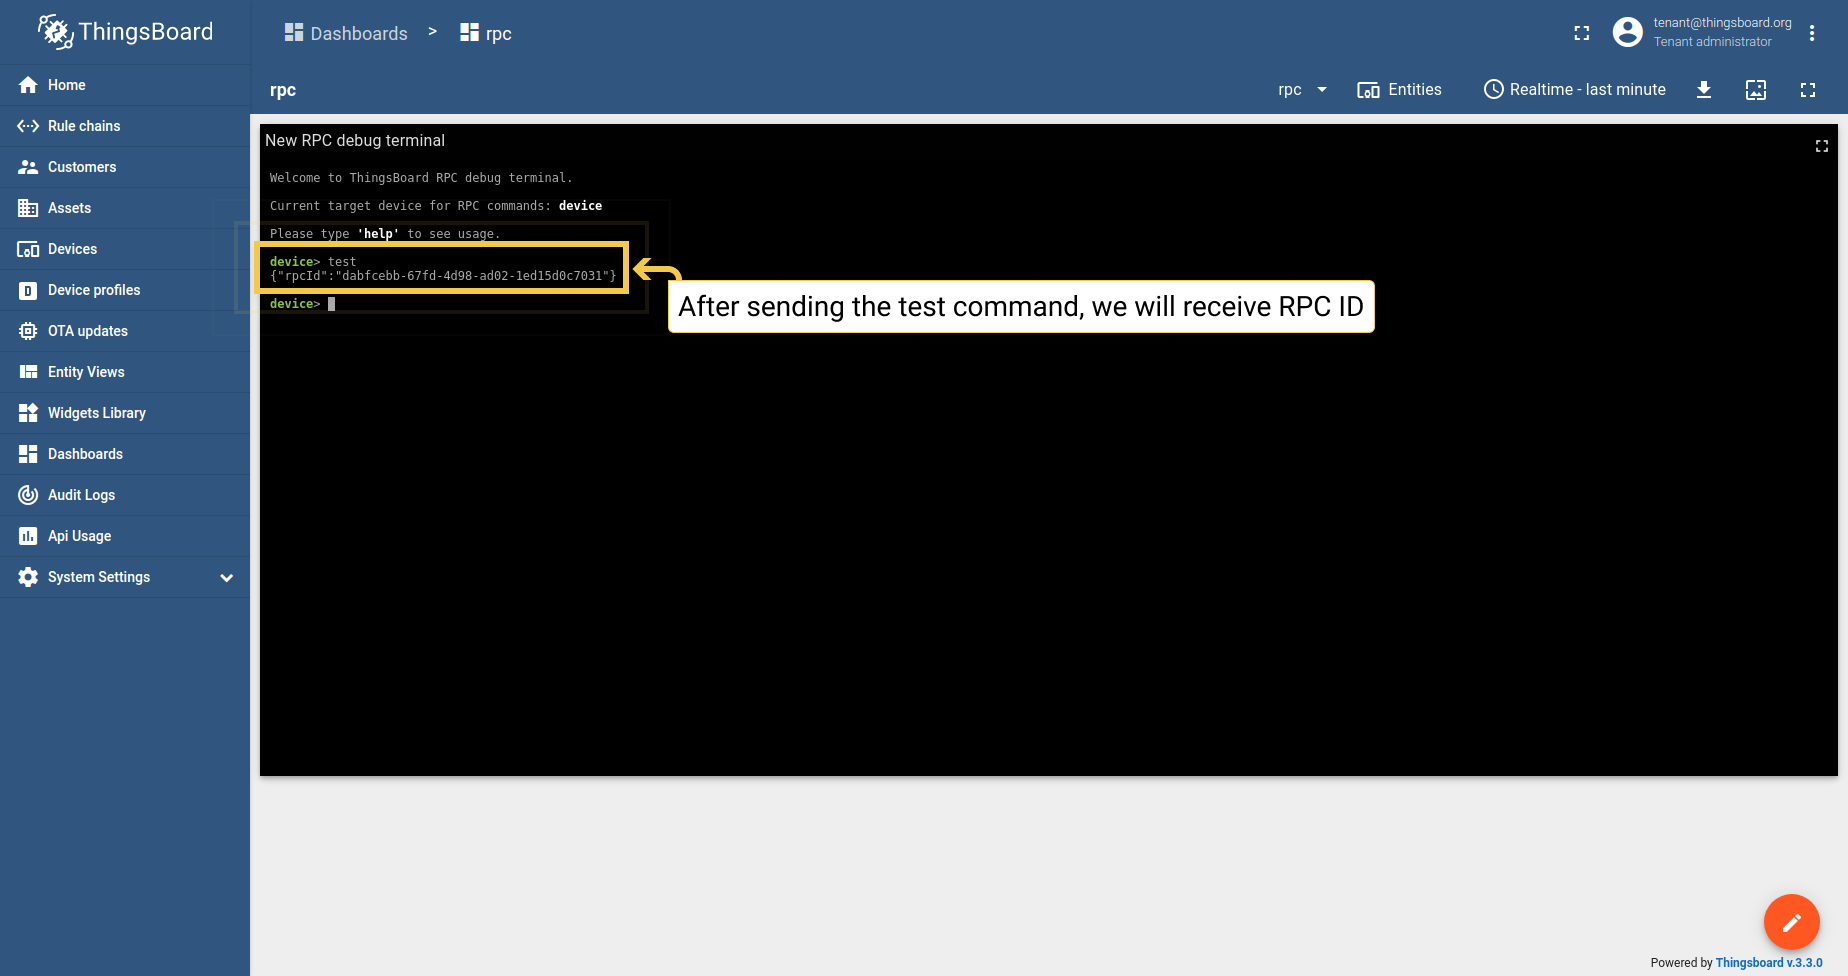 ThingsBoard
Dashboards > rpc
tenant@thingsboard.org
Tenant administrator
Home
Rule chains
Customers
Assets
Devices
Device profiles
OTA updates
Entity Views
Widgets Library
Dashboards
Audit Logs
Api Usage
System Settings
rpc
rpc
Entities
Realtime - last minute
New RPC debug terminal
Welcome to ThingsBoard RPC debug terminal.
Current target device for RPC commands: device
Please type 'help' to see usage.
device> test
{"rpcId":"dabfcebb-67fd-4d98-ad02-1ed15d0c7031"}
device>
After sending the test command, we will receive RPC ID
Powered by Thingsboard v.3.3.0